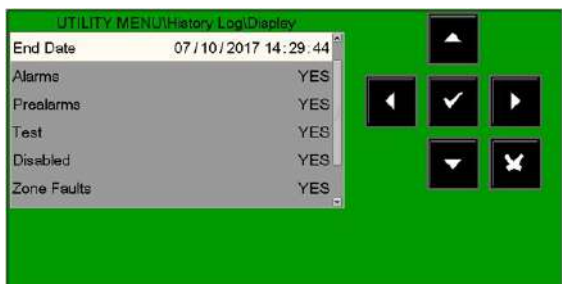 UTILITY MENU\History Log\Display
End Date 07/10/2017 14:29:44
Alarms YES
Prealarms YES
Test YES
Disabled YES
Zone Faults YES